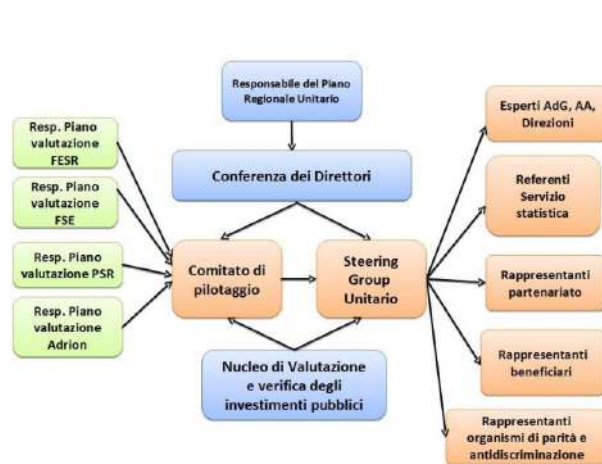 Responsabile del Piano
Regionale Unitario
Conferenza dei Direttori
Resp. Piano
valutazione
FESR
Resp. Piano
valutazione
FSE
Resp. Piano
valutazione PSR
Resp. Piano
valutazione
Adrion
Comitato di
pilotaggio
Steering
Group
Unitario
Nucleo di Valutazione
e verifica degli
investimenti pubblici
Esperti AdG, AA,
Direzioni
Referenti
Servizio
statistica
Rappresentanti
partenariato
Rappresentanti
beneficiari
Rappresentanti
organismi di parità e
antidiscriminazione